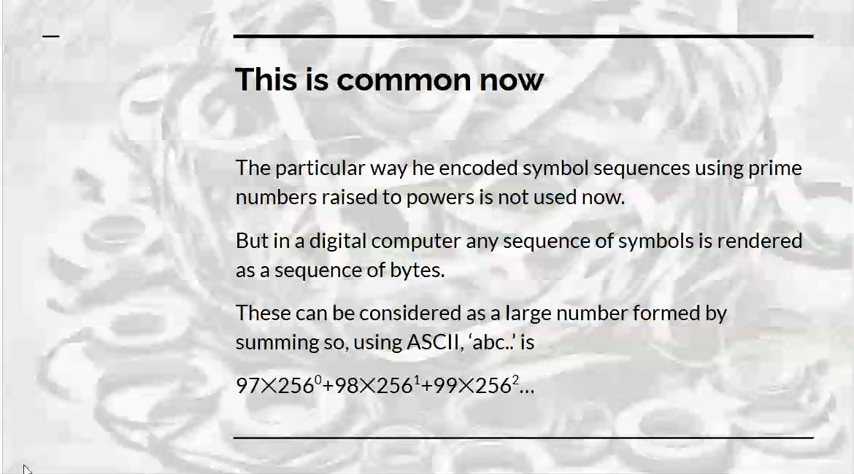 This is common now
The particular way he encoded symbol sequences using prime
numbers raised to powers is not used now.
But in a digital computer any sequence of symbols is rendered
as a sequence of bytes.
These can be considered as a large number formed by
summing so, using ASCII, ‘abc..’ is
97×256⁰+98×256¹+99×256²...